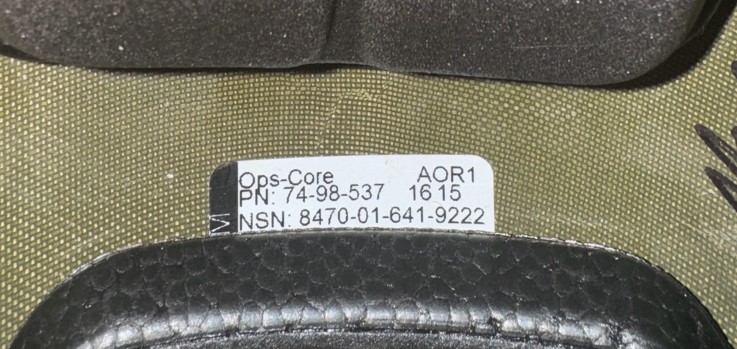 Ops-Core AOR1
PN: 74-98-537 16 15
NSN: 8470-01-641-9222